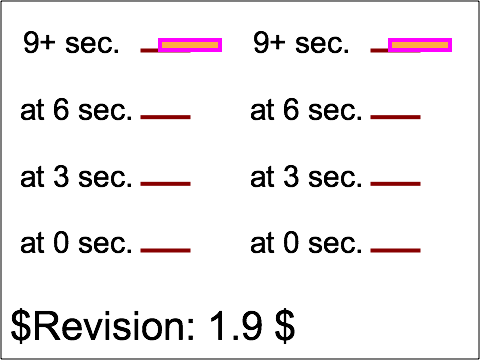 9+ sec. 9+ sec.
at 6 sec. at 6 sec.
at 3 sec. at 3 sec.
at 0 sec. at 0 sec.
$Revision: 1.9 $